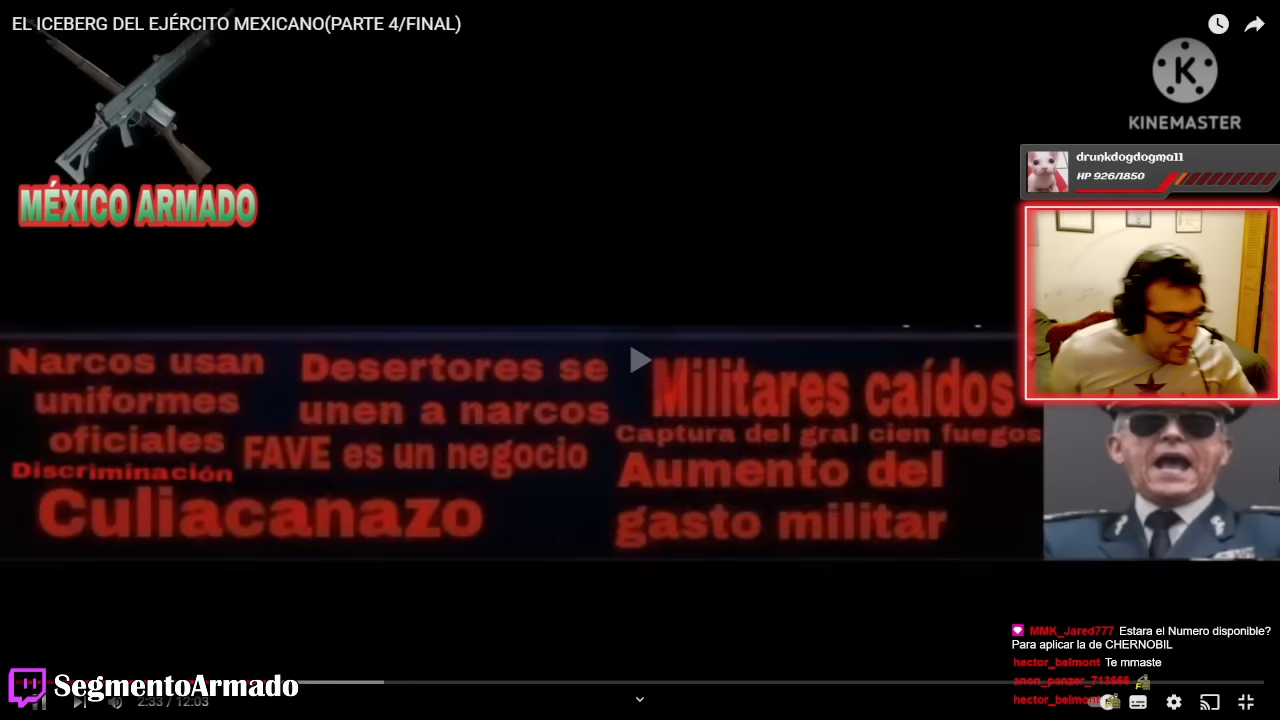 EL ICEBERG DEL EJÉRCITO MEXICANO(PARTE 4/FINAL)
KINEMASTER
MÉXICO ARMADO
drunkdogdogma11
HP 926/1850
Narcos usan
uniformes
oficiales
Discriminación
Culiacanazo
Desertores se
unen a narcos
FAVE es un negocio
Militares caídos
Captura del gral cien fuegos
Aumento del
gasto militar
MMK_Jared777 Estara el Numero disponible?
Para aplicar la de CHERNOBIL
hector_belmont Te mmaste
anon_panzer_713666
hector_belmont
SegmentoArmado
2:33 / 12:03